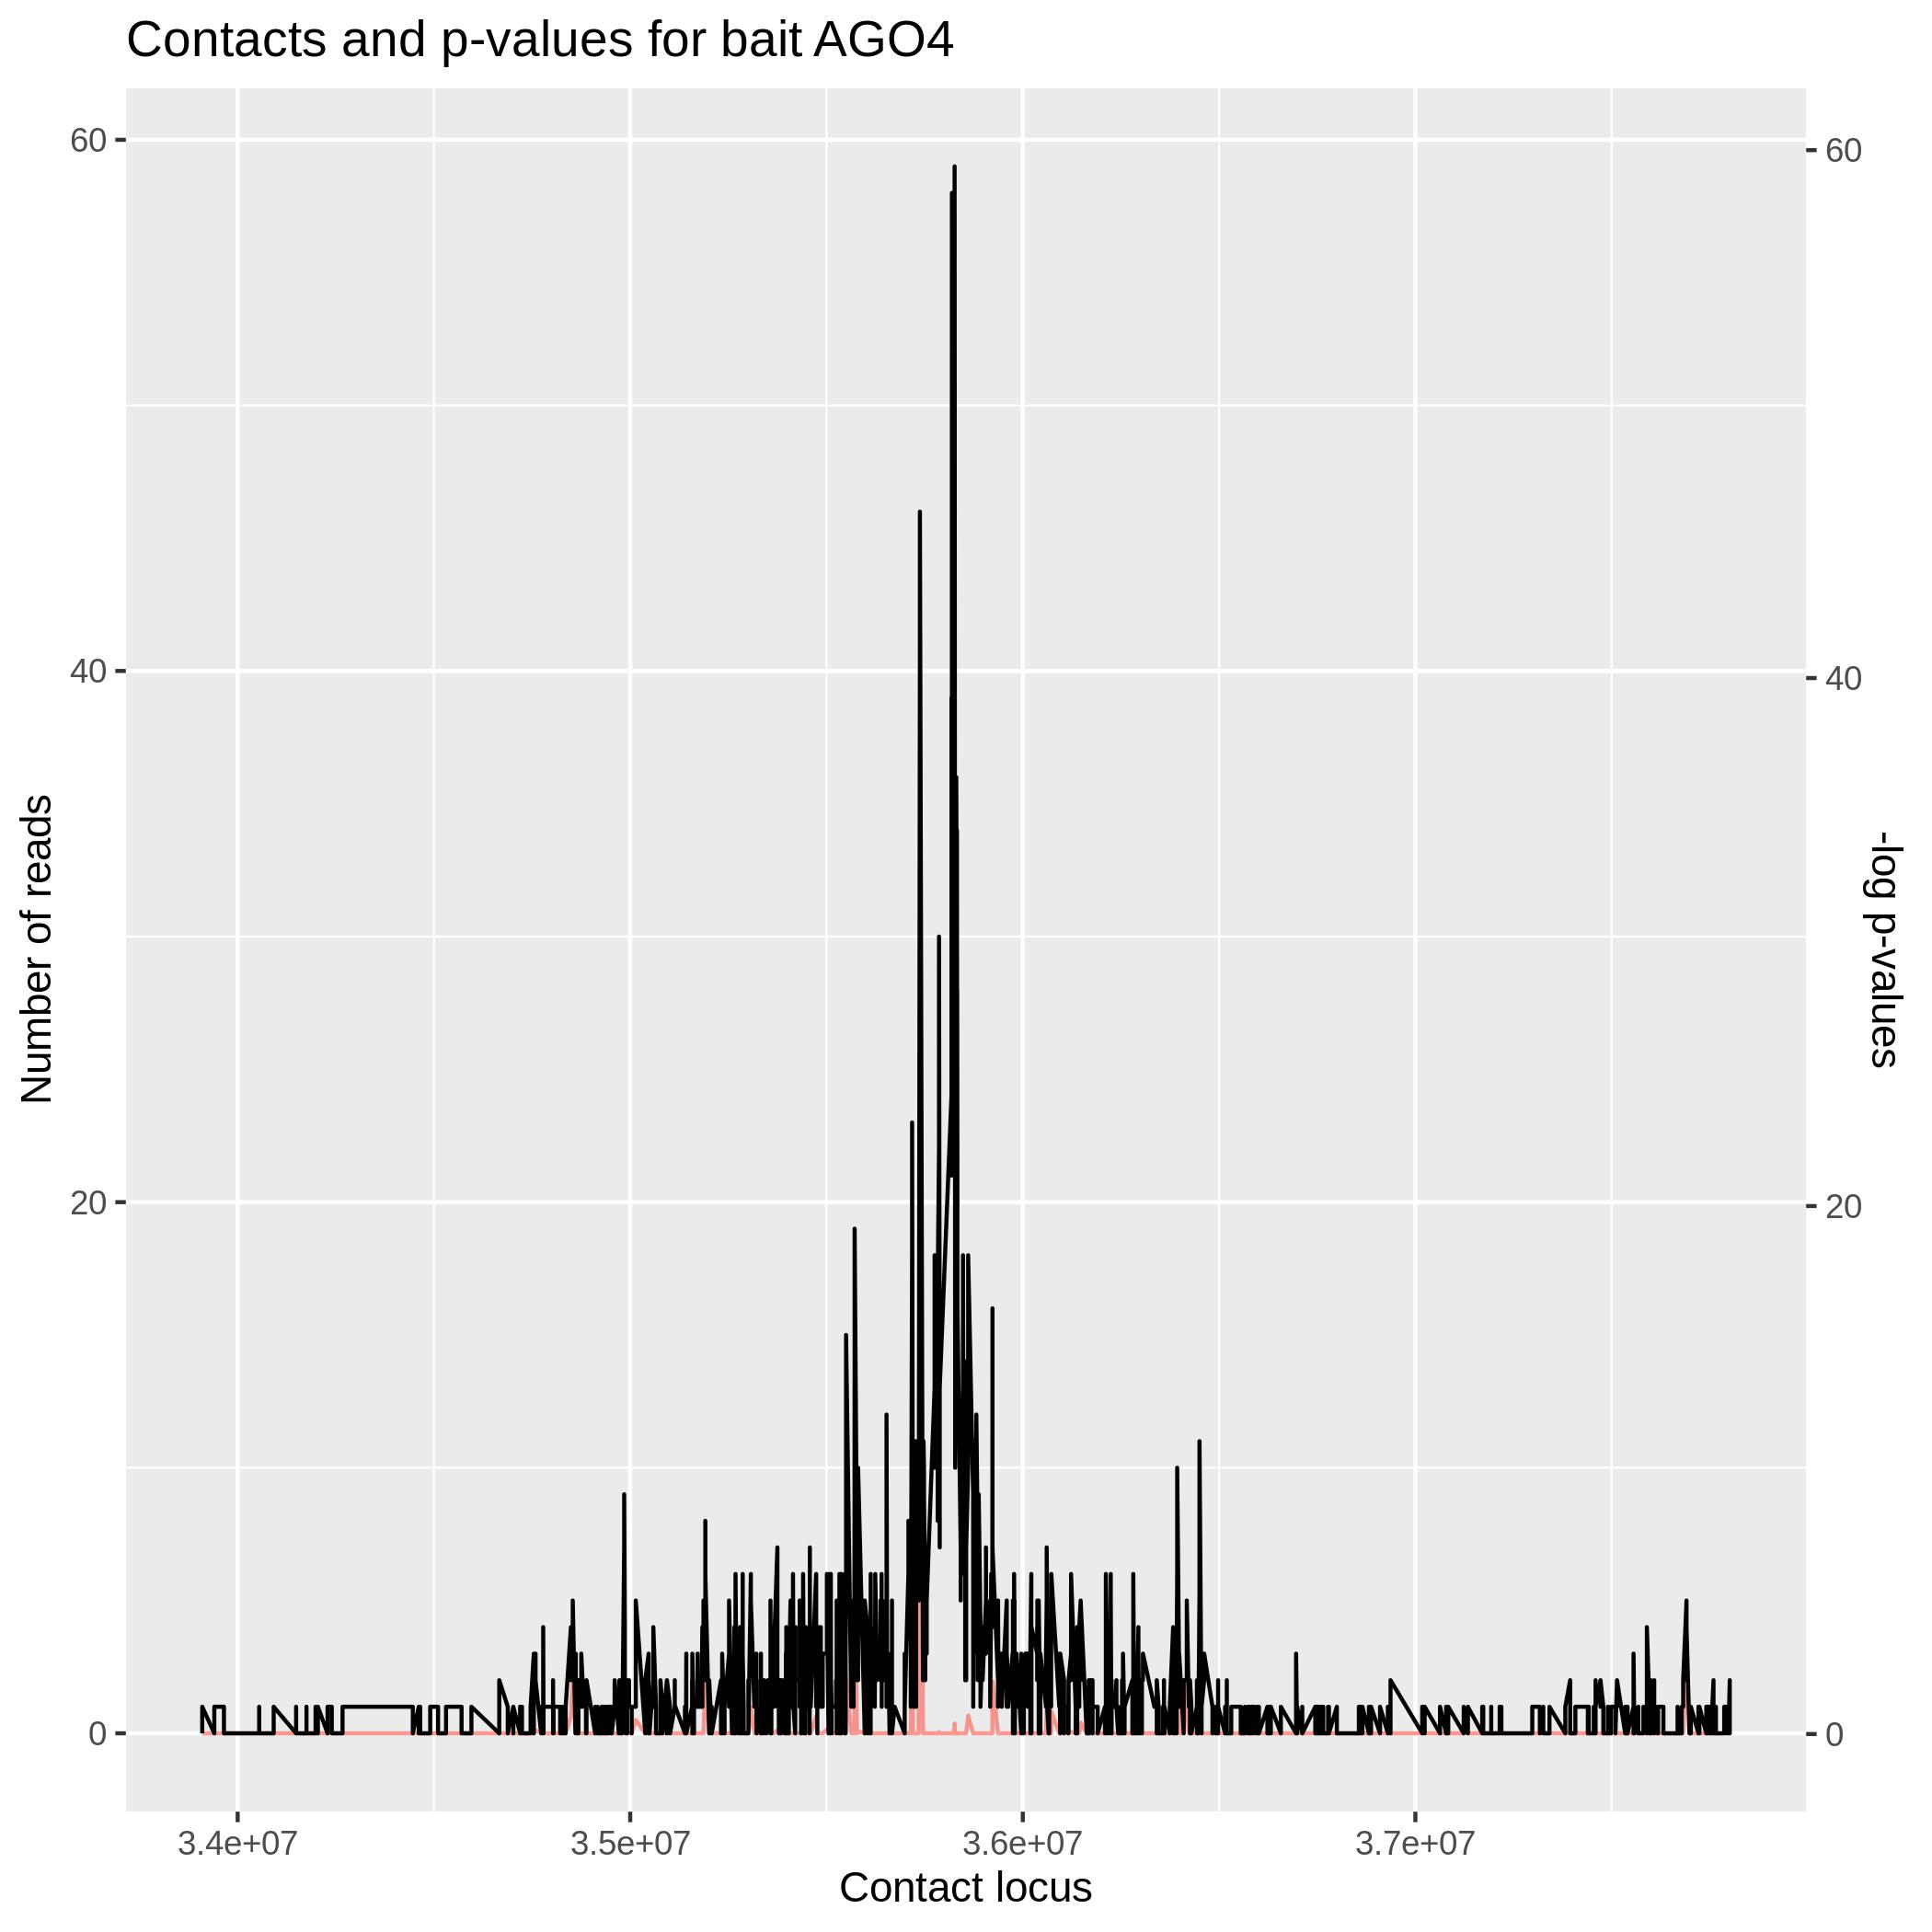 Contacts and p-values for bait AGO4
60
40
20
0
Number of reads
60
40
20
0
-log p-values
3.4e+07
3.5e+07
3.6e+07
3.7e+07
Contact locus